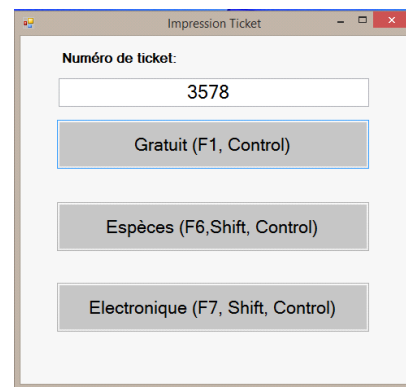 Impression Ticket
Numéro de ticket:
3578
Gratuit (F1, Control)
Espèces (F6,Shift, Control)
Electronique (F7, Shift, Control)